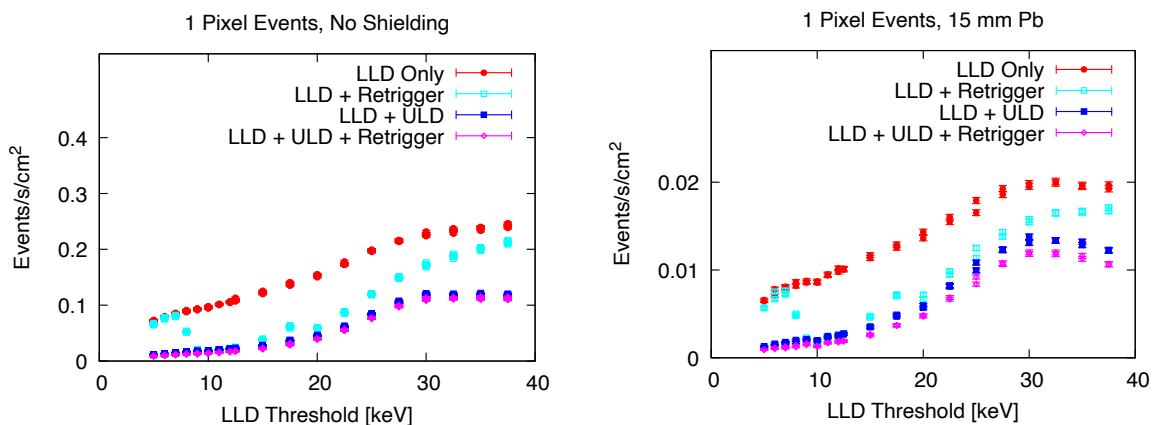 1 Pixel Events, No Shielding
LLD Only
LLD + Retrigger
LLD + ULD
LLD + ULD + Retrigger
Events/s/cm²
0.4
0.3
0.2
0.1
0
0 10 20 30 40
LLD Threshold [keV]
1 Pixel Events, 15 mm Pb
LLD Only
LLD + Retrigger
LLD + ULD
LLD + ULD + Retrigger
Events/s/cm²
0.02
0.01
0
0 10 20 30 40
LLD Threshold [keV]